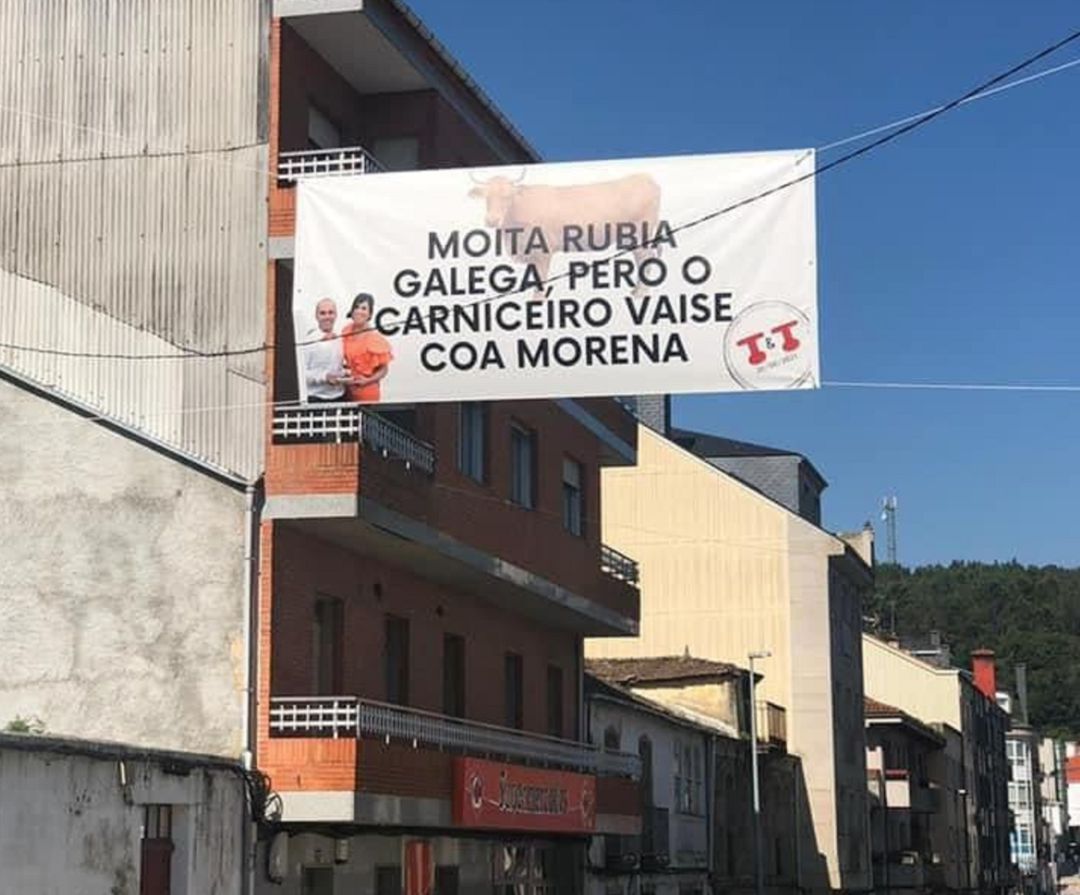 MOITA RUBIA
GALEGA, PERO O
CARNICEIRO VAISE
COA MORENA
T&T